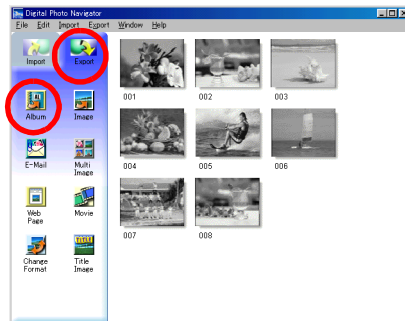 Digital Photo Navigator
File Edit Import Export Window Help
Import Export
Album Image
E-Mail Multi Image
Web Page Movie
Change Format Title Image
001 002 003
004 005 006
007 008